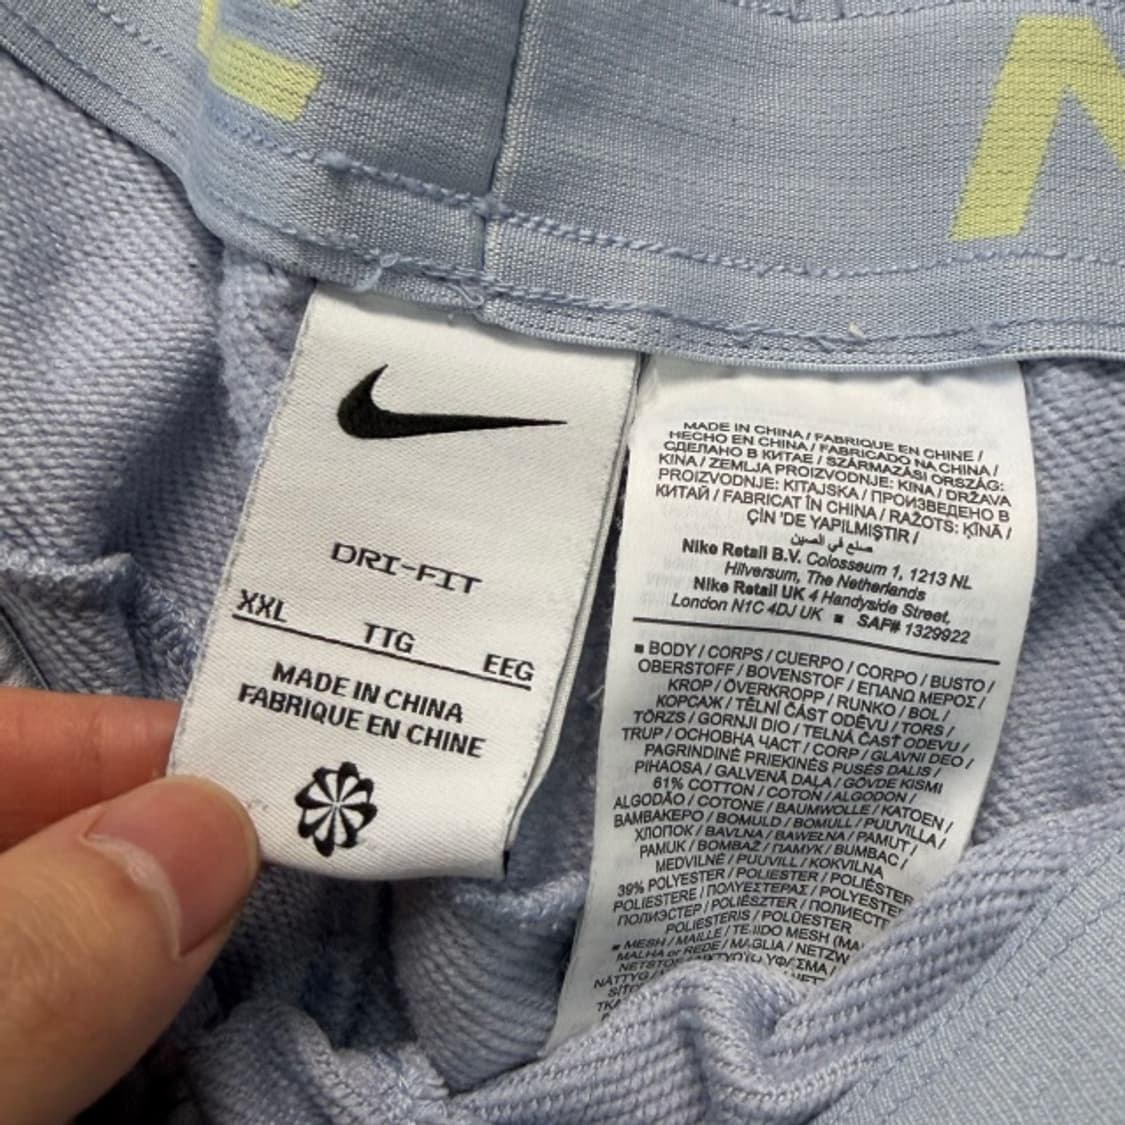 E
N
DRI-FIT
XXL
TTG
EEG
MADE IN CHINA
FABRIQUE EN CHINE
MADE IN CHINA / FABRIQUE EN CHINE /
HECHO EN CHINA / FABRICADO NA CHINA /
СДЕЛАНО В КИТАЕ / SZÁRMAZÁSI ORSZÁG:
KINA / ZEMLJA PROIZVODNJE: KINA / DRŽAVA
PROIZVODNJE: KITAJSKA / ПРОИЗВЕДЕНО В
КИТАЙ / FABRICAT ÎN CHINA / RAŽOTS: ĶĪNĀ /
ÇİN 'DE YAPILMIŞTIR /
صنع في الصين
Nike Retail B.V. Colosseum 1, 1213 NL
Hilversum, The Netherlands
Nike Retail UK 4 Handyside Street,
London N1C 4DJ UK ■ SAF# 1329922
■ BODY / CORPS / CUERPO / CORPO / BUSTO /
OBERSTOFF / BOVENSTOF / ΕΠΑΝΩ ΜΕΡΟΣ /
KROP / ÖVERKROPP / RUNKO / BOL /
КОРСАЖ / TĚLNÍ ČÁST ODĚVU / TORS /
TÖRZS / GORNJI DIO / TELNÁ ČASŤ ODEVU /
TRUP / ОСНОВНА ЧАСТ / CORP / GLAVNI DEO /
PAGRINDINĖ PRIEKINĖS PUSĖS DALIS /
PIHAOSA / GALVENĀ DAĻA / GÖVDE KISMI
61% COTTON / COTON / ALGODON /
ALGODÃO / COTONE / BAUMWOLLE / KATOEN /
ΒΑΜΒΑΚΕΡΟ / BOMULD / BOMULL / PUUVILLA /
ХЛОПОК / BAVLNA / BAWEŁNA / PAMUT /
PAMUK / BOMBAŽ / ПАМУК / BUMBAC /
MEDVILNĖ / PUUVILL / KOKVILNA
39% POLYESTER / POLIESTER / POLIÉSTER
POLIESTERE / ΠΟΛΥΕΣΤΕΡΑΣ / POLYESTER
ПОЛИЭСТЕР / POLIÉSZTER / ПОЛИЕСТЕ
POLIESTERIS / POLÜESTER
■ MESH / MAILLE / TEJIDO MESH (MA
MALHA or REDE / MAGLIA / NETZW